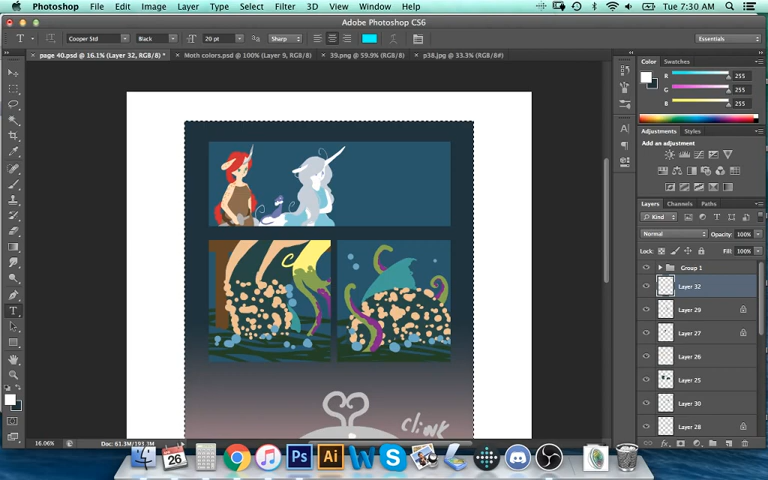 Photoshop File Edit Image Layer Type Select Filter 3D View Window Help Tue 7:30 AM
Adobe Photoshop CS6
Cooper Std Black 20 pt Sharp Essentials
page 40.psd @ 16.1% (Layer 32, RGB/8) * Moth colors.psd @ 100% (Layer 9, RGB/8) 39.png @ 59.9% (RGB/8) p38.jpg @ 33.3% (RGB/8#)
Color Swatches
R 255
G 255
B 255
Adjustments Styles
Add an adjustment
Layers Channels Paths
Kind
Normal Opacity: 100%
Lock: Fill: 100%
Group 1
Layer 32
Layer 29
Layer 27
Layer 26
Layer 25
Layer 30
Layer 28
clink
16.06% Doc: 61.3M/193.3M
26
Ps Ai W S